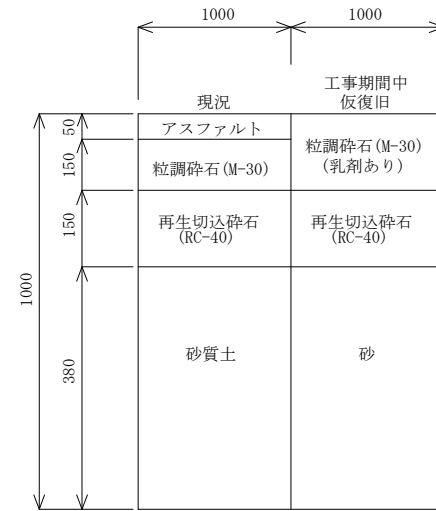 1000
1000
現況
工事期間中
仮復旧
50
アスファルト
150
粒調砕石(M-30)
粒調砕石(M-30)
(乳剤あり)
150
再生切込砕石
(RC-40)
再生切込砕石
(RC-40)
1000
380
砂質土
砂